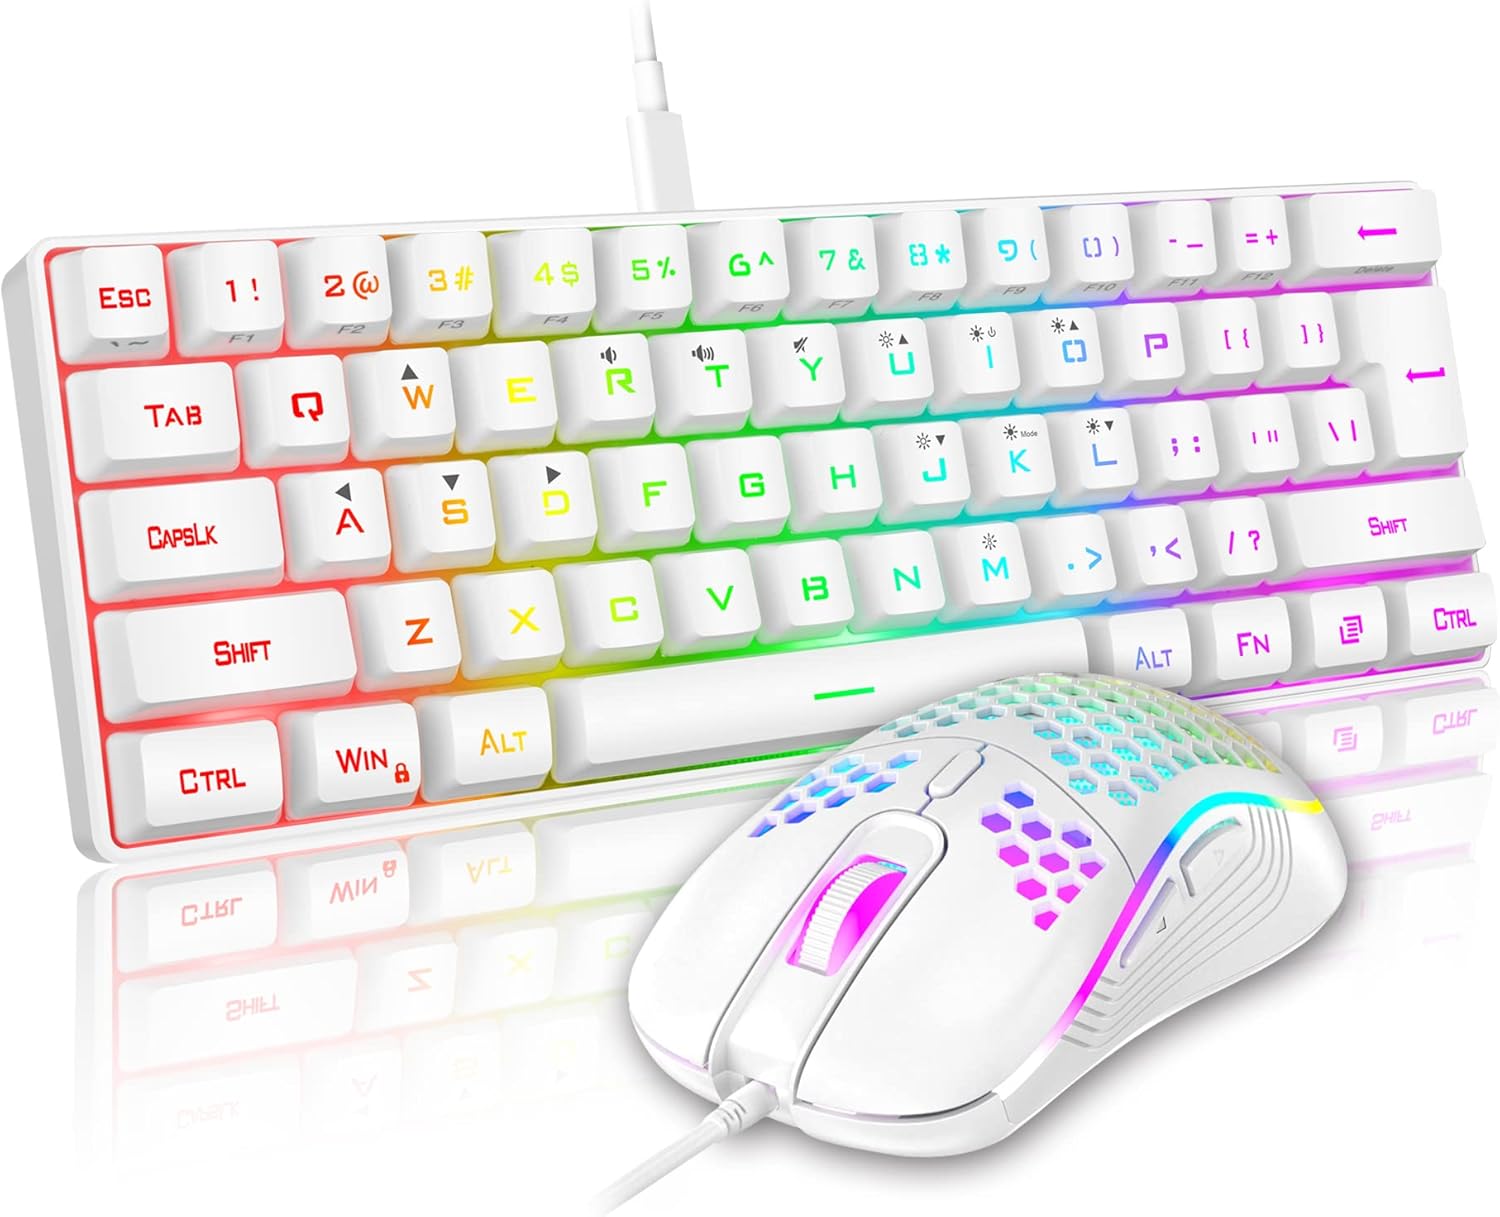 Esc ` ~ 1 ! F1 2 @ F2 3 # F3 4 $ F4 5 % F5 6 ^ F6 7 & F7 8 * F8 9 ( F9 0 ) F10 - _ F11 = + F12 ← Delete
TAB Q W E R T Y U I O P [ { ] }
CAPSLK A S D F G H J K Mode L ; : ' " \ |
SHIFT Z X C V B N M . > , < / ? SHIFT
CTRL WIN ALT ALT FN CTRL